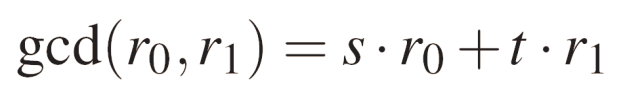 gcd(r₀, r₁) = s · r₀ + t · r₁